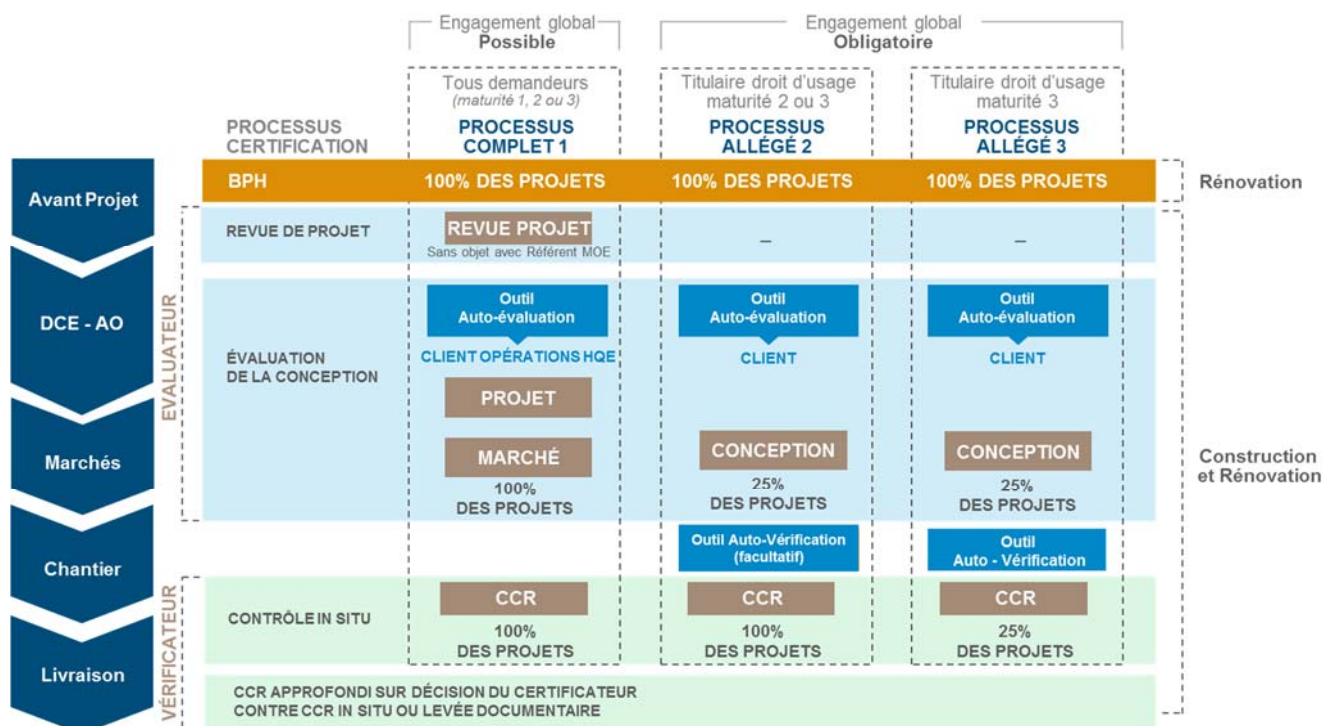 Engagement global
Possible
Engagement global
Obligatoire
Tous demandeurs
(maturité 1, 2 ou 3)
Titulaire droit d'usage
maturité 2 ou 3
Titulaire droit d'usage
maturité 3
PROCESSUS
CERTIFICATION
PROCESSUS
COMPLET 1
PROCESSUS
ALLÉGÉ 2
PROCESSUS
ALLÉGÉ 3
Avant Projet
BPH
100% DES PROJETS
100% DES PROJETS
100% DES PROJETS
Rénovation
REVUE DE PROJET
REVUE PROJET
Sans objet avec Référent MOE
–
–
EVALUATEUR
DCE - AO
ÉVALUATION
DE LA CONCEPTION
Outil
Auto-évaluation
CLIENT OPÉRATIONS HQE
Outil
Auto-évaluation
CLIENT
Outil
Auto-évaluation
CLIENT
PROJET
Marchés
MARCHÉ
100%
DES PROJETS
CONCEPTION
25%
DES PROJETS
CONCEPTION
25%
DES PROJETS
Construction
et Rénovation
Chantier
Outil Auto-Vérification
(facultatif)
Outil
Auto - Vérification
VÉRIFICATEUR
CONTRÔLE IN SITU
CCR
100%
DES PROJETS
CCR
100%
DES PROJETS
CCR
25%
DES PROJETS
Livraison
CCR APPROFONDI SUR DÉCISION DU CERTIFICATEUR
CONTRE CCR IN SITU OU LEVÉE DOCUMENTAIRE